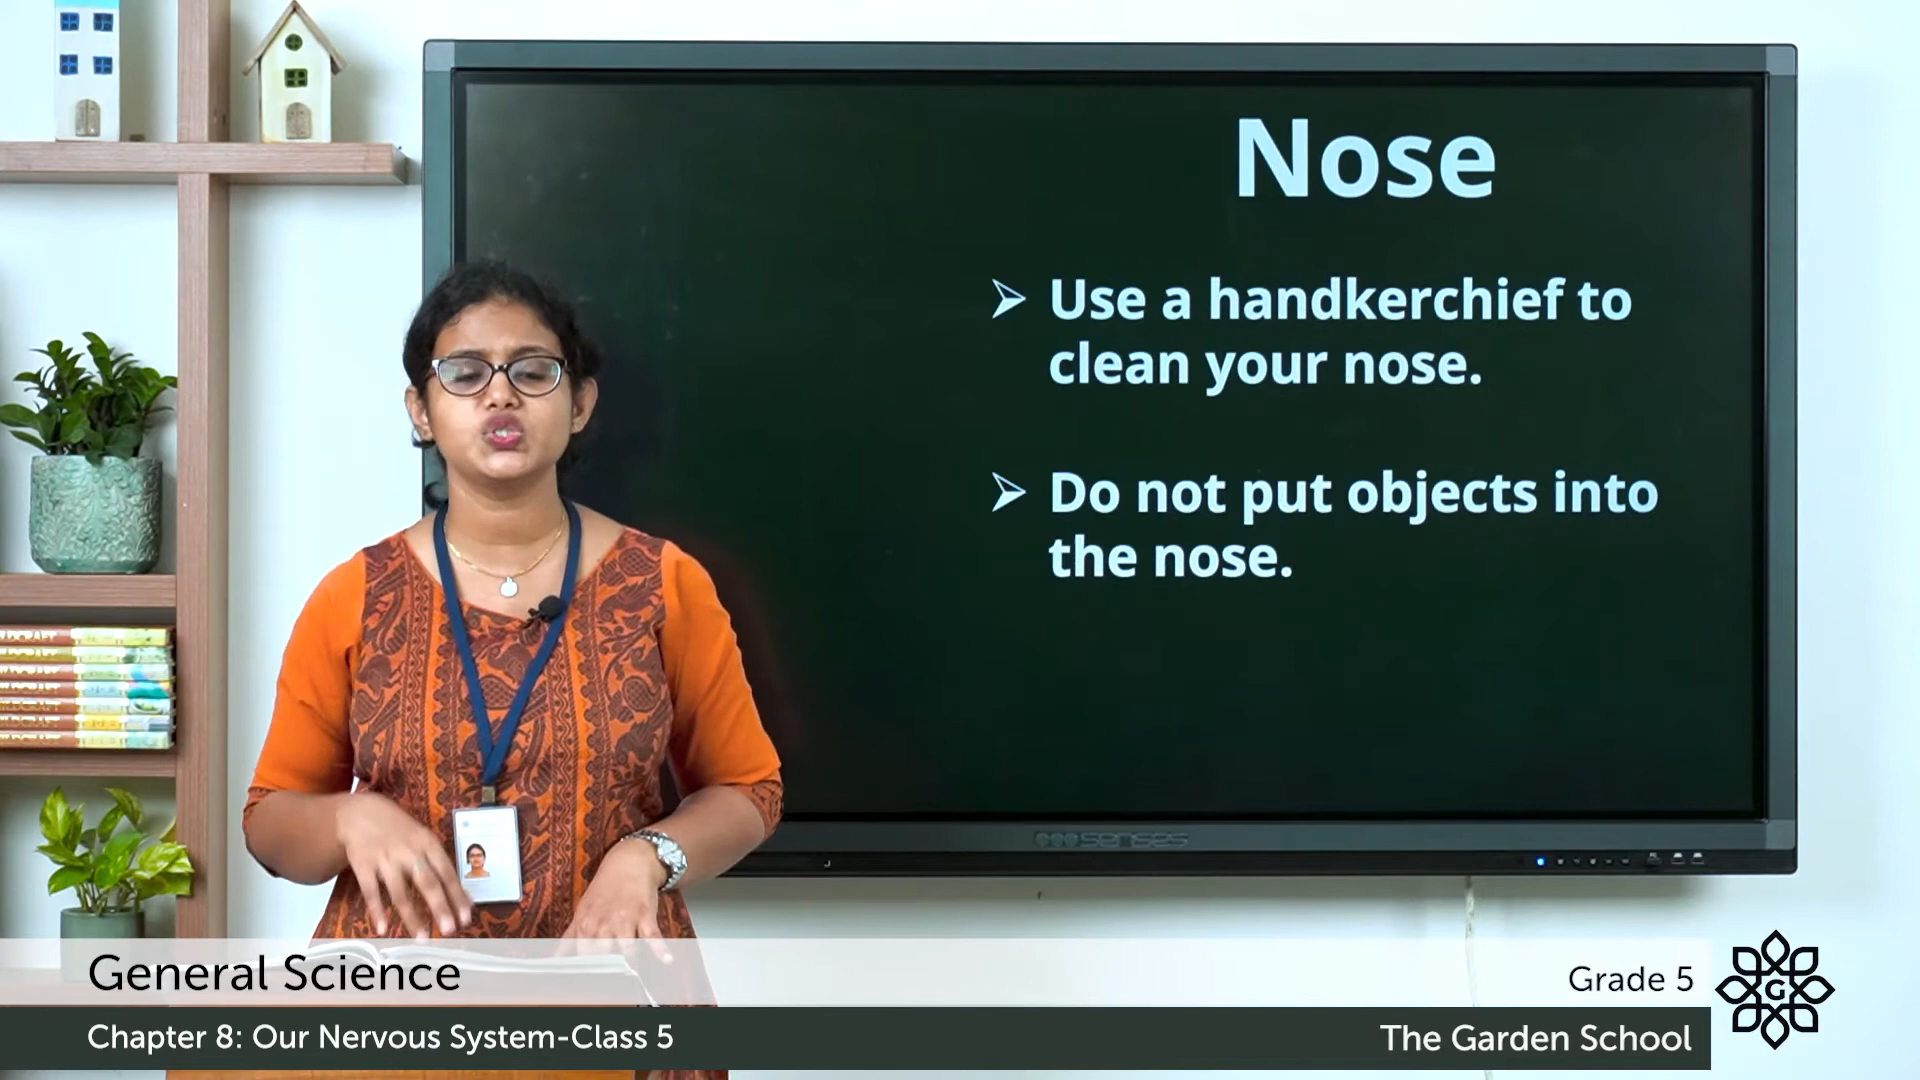 Nose
➢ Use a handkerchief to
clean your nose.
➢ Do not put objects into
the nose.
senses
General Science
Grade 5
Chapter 8: Our Nervous System-Class 5
The Garden School
G